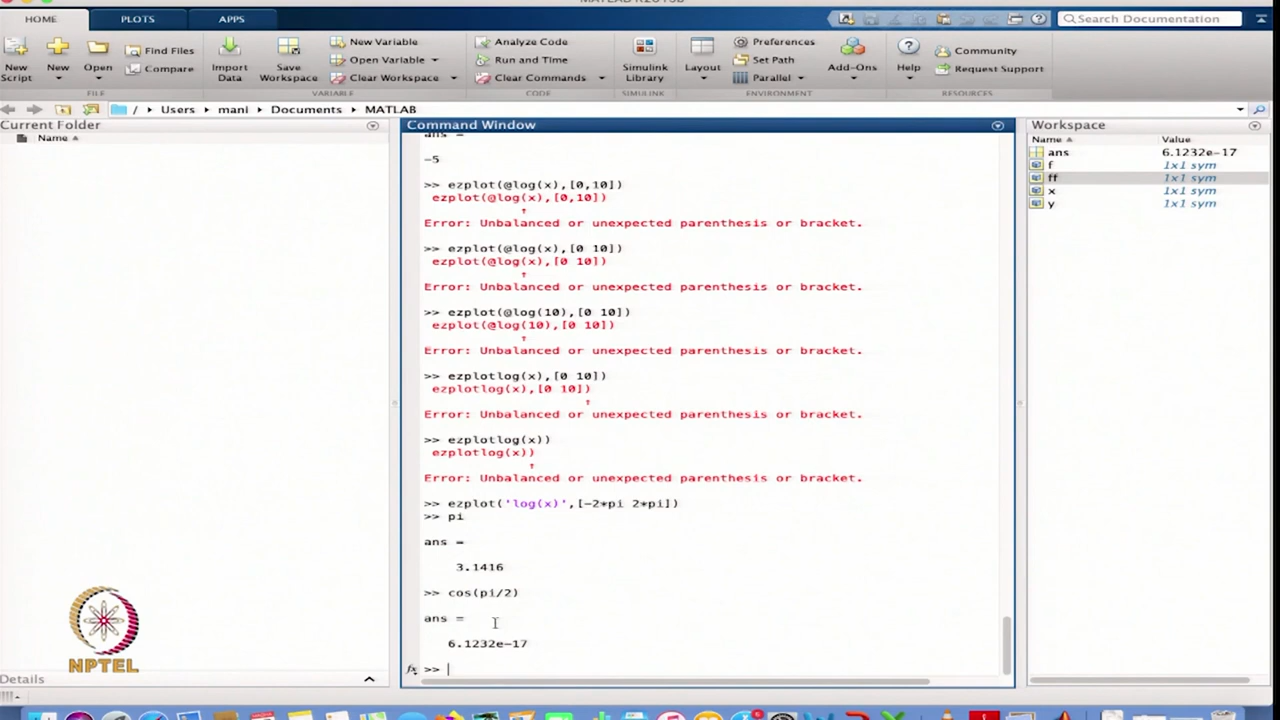 HOME PLOTS APPS Search Documentation
New Script New Open Find Files Compare Import Data Save Workspace New Variable Open Variable Clear Workspace Analyze Code Run and Time Clear Commands Simulink Library Layout Preferences Set Path Parallel Add-Ons Help Community Request Support
FILE VARIABLE CODE SIMULINK ENVIRONMENT RESOURCES
/ Users mani Documents MATLAB
Current Folder
Name
Command Window
ans =
-5
>> ezplot(@log(x),[0,10])
ezplot(@log(x),[0,10])
↑
Error: Unbalanced or unexpected parenthesis or bracket.
>> ezplot(@log(x),[0 10])
ezplot(@log(x),[0 10])
↑
Error: Unbalanced or unexpected parenthesis or bracket.
>> ezplot(@log(10),[0 10])
ezplot(@log(10),[0 10])
↑
Error: Unbalanced or unexpected parenthesis or bracket.
>> ezplotlog(x),[0 10])
ezplotlog(x),[0 10])
↑
Error: Unbalanced or unexpected parenthesis or bracket.
>> ezplotlog(x))
ezplotlog(x))
↑
Error: Unbalanced or unexpected parenthesis or bracket.
>> ezplot('log(x)',[-2*pi 2*pi])
>> pi
ans =
3.1416
>> cos(pi/2)
ans =
6.1232e-17
fx >>
Workspace
Name Value
ans 6.1232e-17
f 1x1 sym
ff 1x1 sym
x 1x1 sym
y 1x1 sym
NPTEL
Details